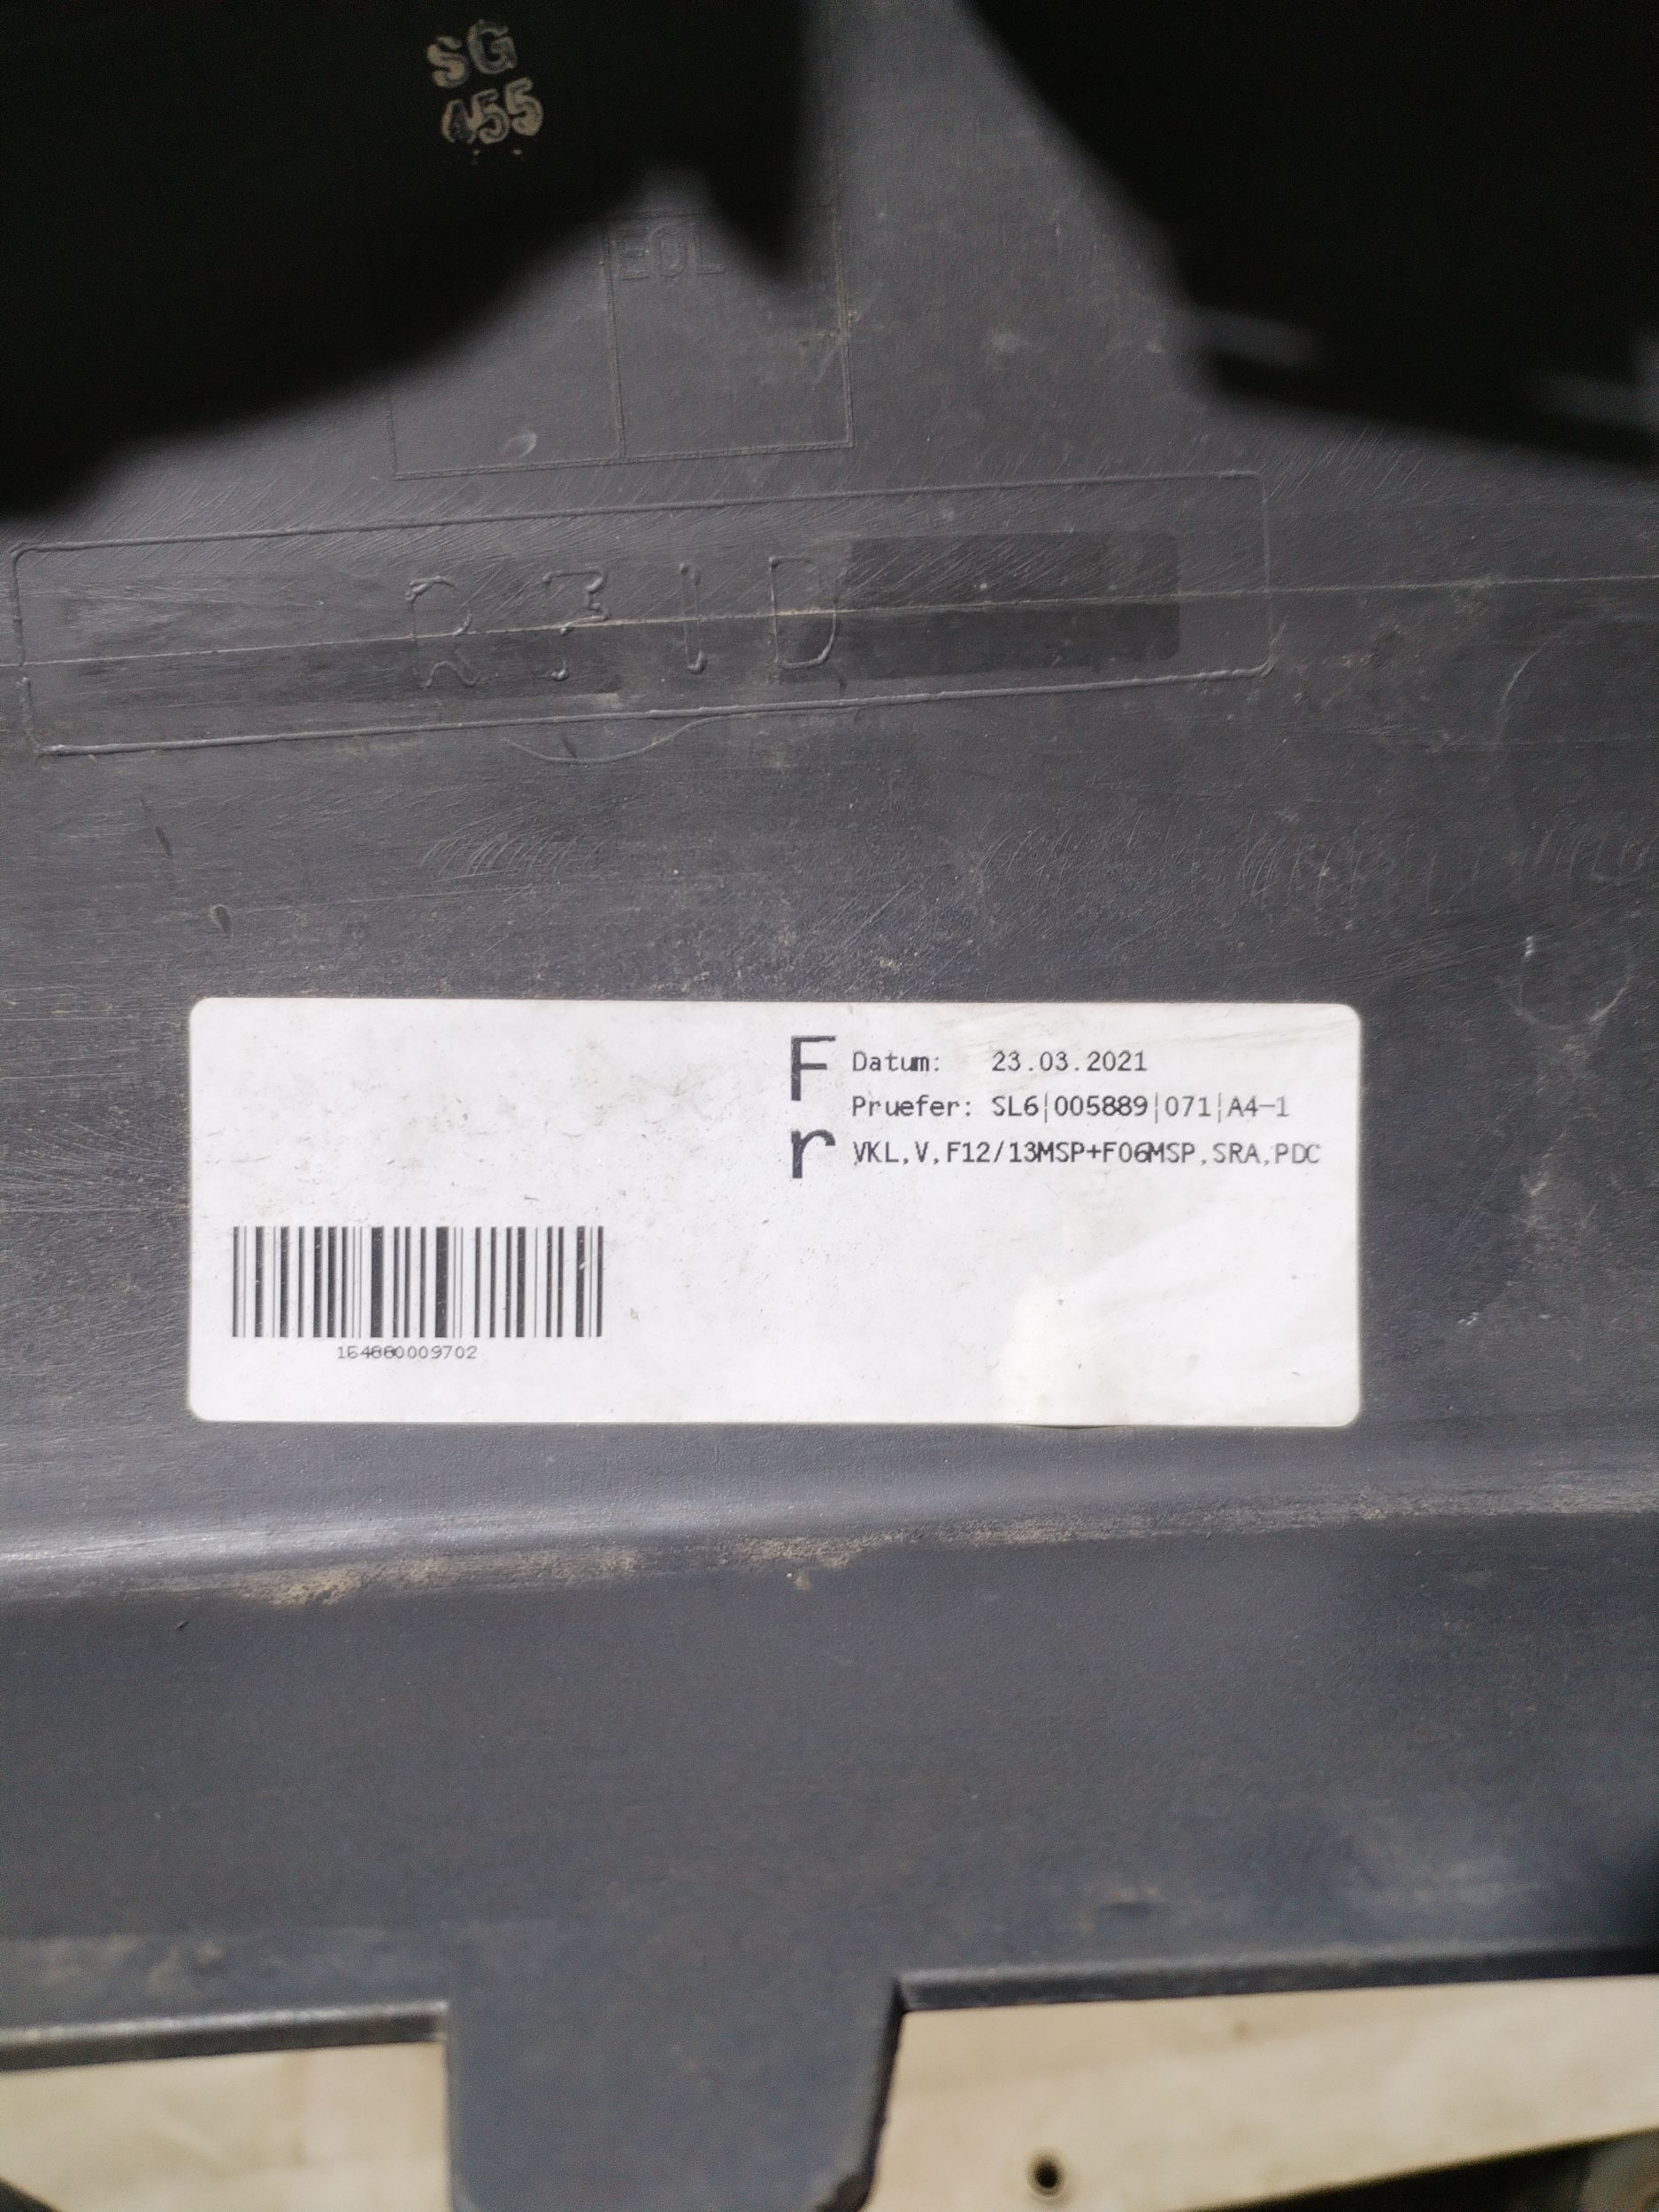 SG
455
EOL
RFID
F
r
Datum: 23.03.2021
Pruefer: SL6|005889|071|A4-1
VKL,V,F12/13MSP+F06MSP,SRA,PDC